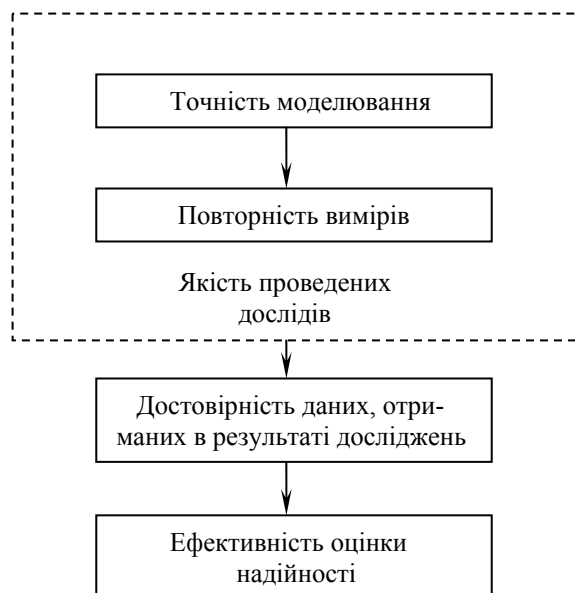 Точність моделювання
Повторність вимірів
Якість проведених
дослідів
Достовірність даних, отри-
маних в результаті досліджень
Ефективність оцінки
надійності